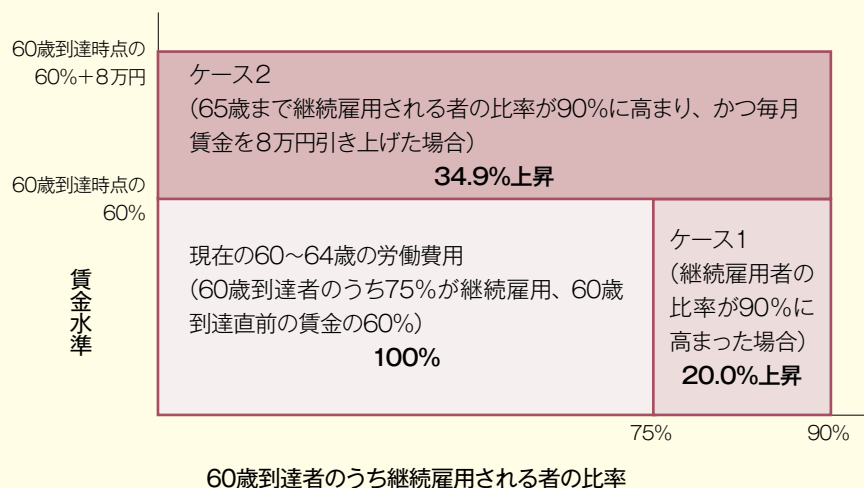 60歳到達時点の
60%+8万円
ケース2
(65歳まで継続雇用される者の比率が90%に高まり、かつ毎月
賃金を8万円引き上げた場合)
34.9%上昇
60歳到達時点の
60%
現在の60〜64歳の労働費用
(60歳到達者のうち75%が継続雇用、60歳
到達直前の賃金の60%)
100%
ケース1
(継続雇用者の
比率が90%に
高まった場合)
20.0%上昇
賃金水準
75%
90%
60歳到達者のうち継続雇用される者の比率